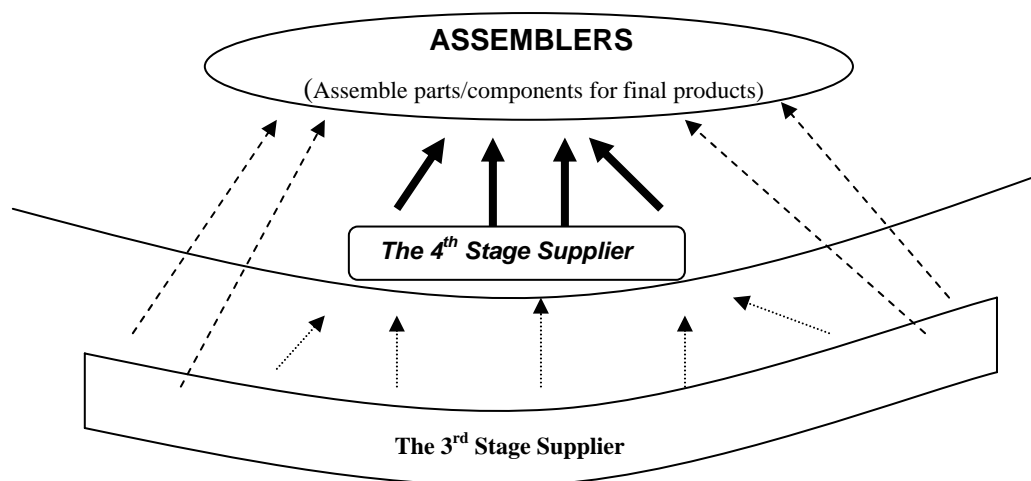 ASSEMBLERS
(Assemble parts/components for final products)
The 4th Stage Supplier
The 3rd Stage Supplier